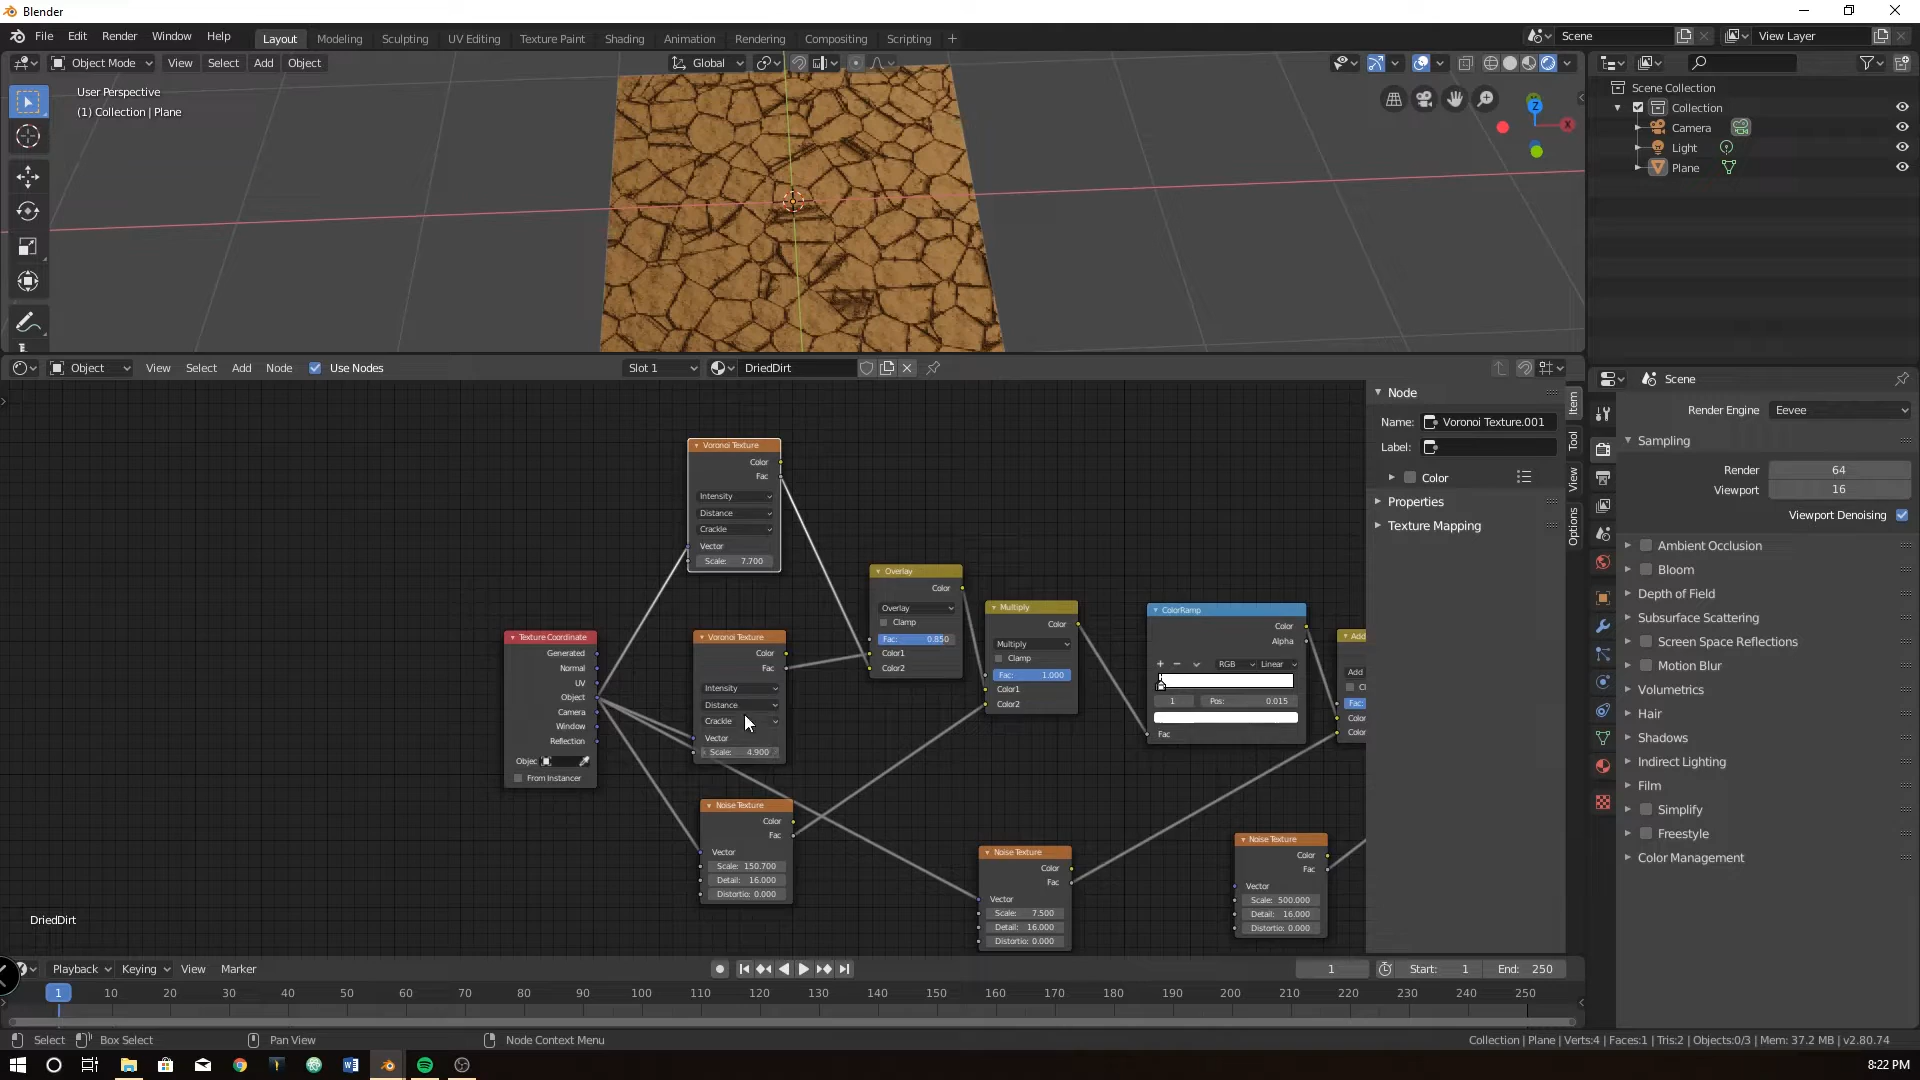 Blender
File Edit Render Window Help
Layout Modeling Sculpting UV Editing Texture Paint Shading Animation Rendering Compositing Scripting +
Scene
View Layer
Object Mode View Select Add Object
Global
User Perspective
(1) Collection | Plane
Z
X
Scene Collection
Collection
Camera
Light
Plane
Object View Select Add Node Use Nodes
Slot 1
DriedDirt
Voronoi Texture
Color
Fac
Intensity
Distance
Crackle
Vector
Scale: 7.700
Texture Coordinate
Generated
Normal
UV
Object
Camera
Window
Reflection
Objec
From Instancer
Voronoi Texture
Color
Fac
Intensity
Distance
Crackle
Vector
Scale: 4.900
Noise Texture
Color
Fac
Vector
Scale: 150.700
Detail: 16.000
Distortio: 0.000
Overlay
Color
Overlay
Clamp
Fac: 0.850
Color1
Color2
Multiply
Color
Multiply
Clamp
Fac: 1.000
Color1
Color2
ColorRamp
Color
Alpha
+ − RGB Linear
1 Pos: 0.015
Fac
Add
Add
Cl
Fac:
Color
Color
Noise Texture
Color
Fac
Vector
Scale: 7.500
Detail: 16.000
Distortio: 0.000
Noise Texture
Color
Fac
Vector
Scale: 500.000
Detail: 16.000
Distortio: 0.000
DriedDirt
Node
Name: Voronoi Texture.001
Label:
Color
Properties
Texture Mapping
Item
Tool
View
Options
Scene
Render Engine Eevee
Sampling
Render 64
Viewport 16
Viewport Denoising
Ambient Occlusion
Bloom
Depth of Field
Subsurface Scattering
Screen Space Reflections
Motion Blur
Volumetrics
Hair
Shadows
Indirect Lighting
Film
Simplify
Freestyle
Color Management
Playback Keying View Marker
1 Start: 1 End: 250
1 10 20 30 40 50 60 70 80 90 100 110 120 130 140 150 160 170 180 190 200 210 220 230 240 250
Select Box Select Pan View Node Context Menu
Collection | Plane | Verts:4 | Faces:1 | Tris:2 | Objects:0/3 | Mem: 37.2 MB | v2.80.74
8:22 PM